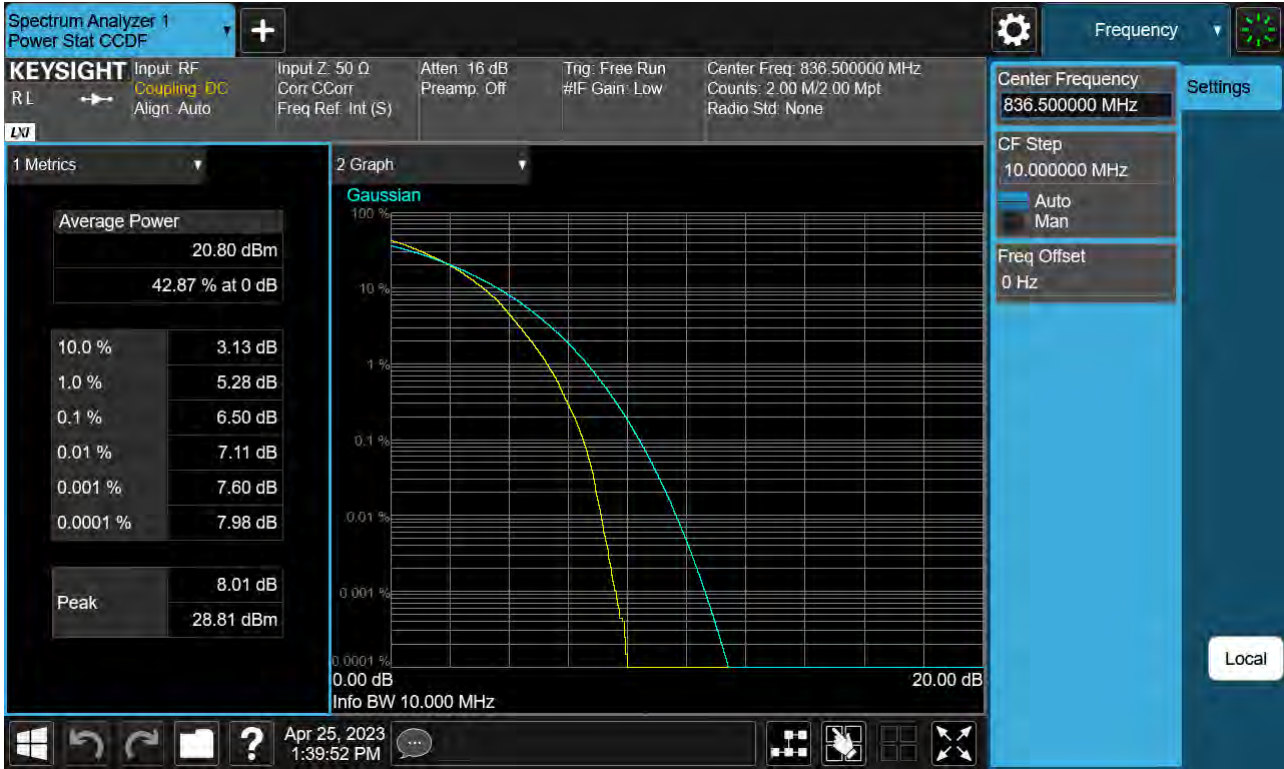 Spectrum Analyzer 1
Power Stat CCDF
+
Frequency
KEYSIGHT
R L
LXI
Input: RF
Coupling: DC
Align: Auto
Input Z: 50 Ω
Corr CCorr
Freq Ref: Int (S)
Atten: 16 dB
Preamp: Off
Trig: Free Run
#IF Gain: Low
Center Freq: 836.500000 MHz
Counts: 2.00 M/2.00 Mpt
Radio Std: None
Center Frequency
836.500000 MHz
Settings
CF Step
10.000000 MHz
Auto
Man
Freq Offset
0 Hz
1 Metrics
Average Power
20.80 dBm
42.87 % at 0 dB
10.0 % 3.13 dB
1.0 % 5.28 dB
0.1 % 6.50 dB
0.01 % 7.11 dB
0.001 % 7.60 dB
0.0001 % 7.98 dB
Peak
8.01 dB
28.81 dBm
2 Graph
Gaussian
100 %
10 %
1 %
0.1 %
0.01 %
0.001 %
0.0001 %
0.00 dB 20.00 dB
Info BW 10.000 MHz
Local
?
Apr 25, 2023
1:39:52 PM